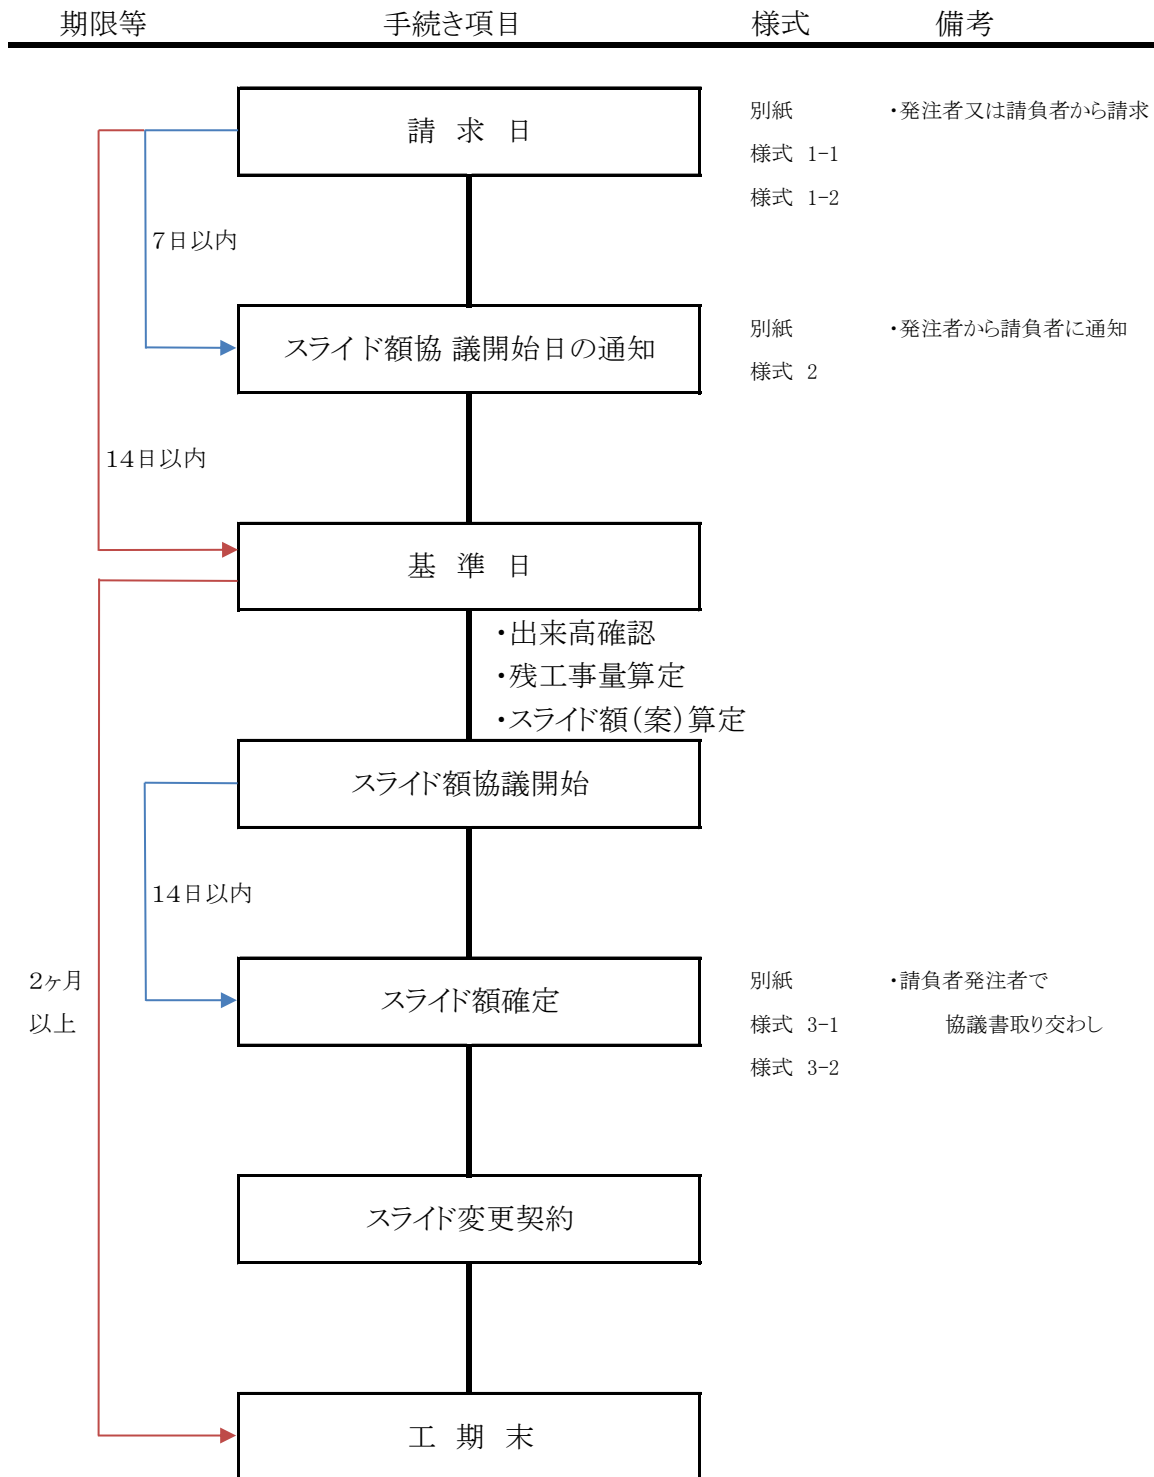 期限等 手続き項目 様式 備考
請 求 日
別紙 ・発注者又は請負者から請求
様式 1-1
様式 1-2
7日以内
スライド額協 議開始日の通知
別紙 ・発注者から請負者に通知
様式 2
14日以内
基 準 日
・出来高確認
・残工事量算定
・スライド額(案)算定
スライド額協議開始
14日以内
2ヶ月
以上
スライド額確定
別紙 ・請負者発注者で
様式 3-1 協議書取り交わし
様式 3-2
スライド変更契約
工 期 末